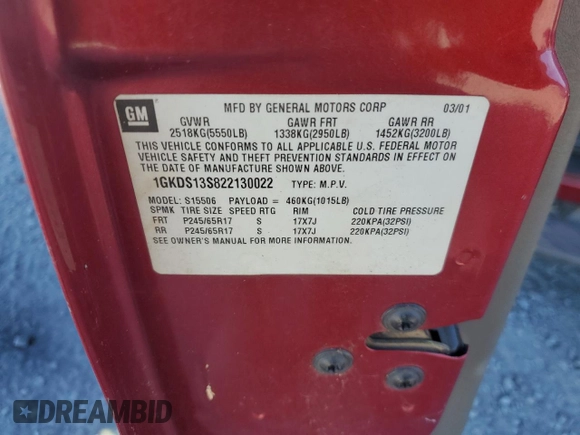 GM
MFD BY GENERAL MOTORS CORP 03/01
GVWR GAWR FRT GAWR RR
2518KG(5550LB) 1338KG(2950LB) 1452KG(3200LB)
THIS VEHICLE CONFORMS TO ALL APPLICABLE U.S. FEDERAL MOTOR
VEHICLE SAFETY AND THEFT PREVENTION STANDARDS IN EFFECT ON
THE DATE OF MANUFACTURE SHOWN ABOVE.
1GKDS13S822130022 TYPE: M.P.V.
MODEL: S15506 PAYLOAD = 460KG(1015LB)
SPMK TIRE SIZE SPEED RTG RIM COLD TIRE PRESSURE
FRT P245/65R17 S 17X7J 220KPA(32PSI)
RR P245/65R17 S 17X7J 220KPA(32PSI)
SEE OWNER'S MANUAL FOR MORE INFORMATION.
DREAMBID